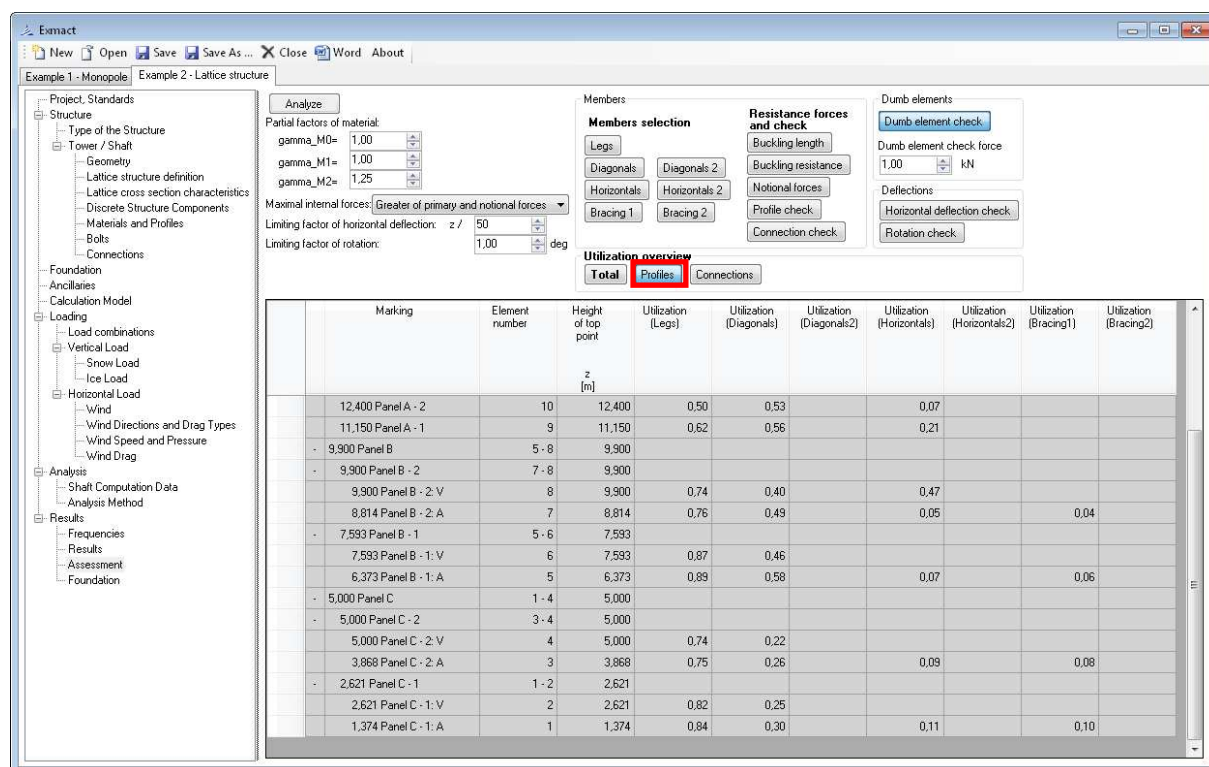 Exmact
New Open Save Save As ... Close Word About
Example 1 - Monopole Example 2 - Lattice structure
Project, Standards
Structure
Type of the Structure
Tower / Shaft
Geometry
Lattice structure definition
Lattice cross section characteristics
Discrete Structure Components
Materials and Profiles
Bolts
Connections
Foundation
Ancillaries
Calculation Model
Loading
Load combinations
Vertical Load
Snow Load
Ice Load
Horizontal Load
Wind
Wind Directions and Drag Types
Wind Speed and Pressure
Wind Drag
Analysis
Shaft Computation Data
Analysis Method
Results
Frequencies
Results
Assessment
Foundation
Analyze
Partial factors of material:
gamma_M0= 1,00
gamma_M1= 1,00
gamma_M2= 1,25
Maximal internal forces: Greater of primary and notional forces
Limiting factor of horizontal deflection: z / 50
Limiting factor of rotation: 1,00 deg
Members
Members selection
Legs
Diagonals Diagonals 2
Horizontals Horizontals 2
Bracing 1 Bracing 2
Resistance forces
and check
Buckling length
Buckling resistance
Notional forces
Profile check
Connection check
Dumb elements
Dumb element check
Dumb element check force
1,00 kN
Deflections
Horizontal deflection check
Rotation check
Utilization overview
Total Profiles Connections
Marking Element Height Utilization Utilization Utilization Utilization Utilization Utilization Utilization
number of top (Legs) (Diagonals) (Diagonals2) (Horizontals) (Horizontals2) (Bracing1) (Bracing2)
point
z
[m]
12,400 Panel A - 2 10 12,400 0,50 0,53 0,07
11,150 Panel A - 1 9 11,150 0,62 0,56 0,21
- 9,900 Panel B 5 - 8 9,900
- 9,900 Panel B - 2 7 - 8 9,900
9,900 Panel B - 2: V 8 9,900 0,74 0,40 0,47
8,814 Panel B - 2: A 7 8,814 0,76 0,49 0,05 0,04
- 7,593 Panel B - 1 5 - 6 7,593
7,593 Panel B - 1: V 6 7,593 0,87 0,46
6,373 Panel B - 1: A 5 6,373 0,89 0,58 0,07 0,06
- 5,000 Panel C 1 - 4 5,000
- 5,000 Panel C - 2 3 - 4 5,000
5,000 Panel C - 2: V 4 5,000 0,74 0,22
3,868 Panel C - 2: A 3 3,868 0,75 0,26 0,09 0,08
- 2,621 Panel C - 1 1 - 2 2,621
2,621 Panel C - 1: V 2 2,621 0,82 0,25
1,374 Panel C - 1: A 1 1,374 0,84 0,30 0,11 0,10